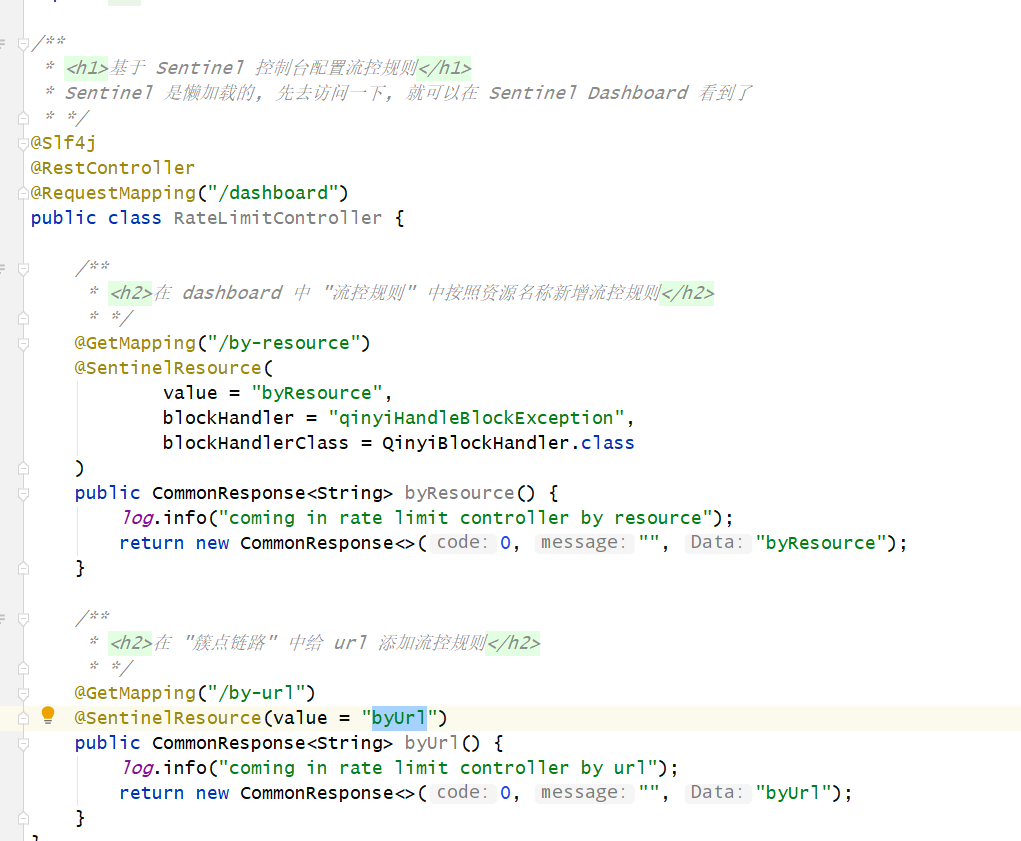 /**
 * <h1>基于 Sentinel 控制台配置流控规则</h1>
 * Sentinel 是懒加载的, 先去访问一下, 就可以在 Sentinel Dashboard 看到了
 * */
@Slf4j
@RestController
@RequestMapping("/dashboard")
public class RateLimitController {
    /**
     * <h2>在 dashboard 中 "流控规则" 中按照资源名称新增流控规则</h2>
     * */
    @GetMapping("/by-resource")
    @SentinelResource(
            value = "byResource",
            blockHandler = "qinyiHandleBlockException",
            blockHandlerClass = QinyiBlockHandler.class
    )
    public CommonResponse<String> byResource() {
        log.info("coming in rate limit controller by resource");
        return new CommonResponse<>( code: 0, message: "", Data: "byResource");
    }
    /**
     * <h2>在 "簇点链路" 中给 url 添加流控规则</h2>
     * */
    @GetMapping("/by-url")
    @SentinelResource(value = "byUrl")
    public CommonResponse<String> byUrl() {
        log.info("coming in rate limit controller by url");
        return new CommonResponse<>( code: 0, message: "", Data: "byUrl");
    }